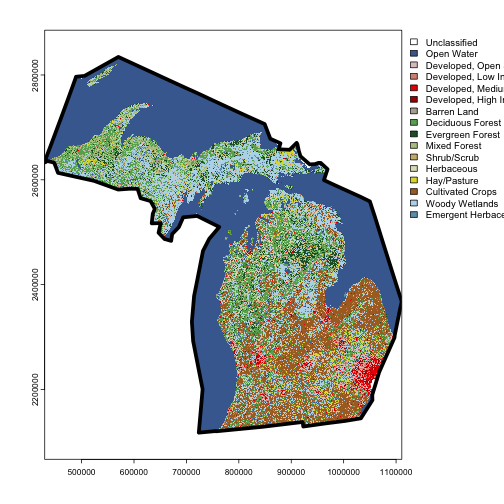 Unclassified
Open Water
Developed, Open
Developed, Low In
Developed, Mediu
Developed, High In
Barren Land
Deciduous Forest
Evergreen Forest
Mixed Forest
Shrub/Scrub
Herbaceous
Hay/Pasture
Cultivated Crops
Woody Wetlands
Emergent Herbace
2800000
2600000
2400000
2200000
500000 600000 700000 800000 900000 1000000 1100000